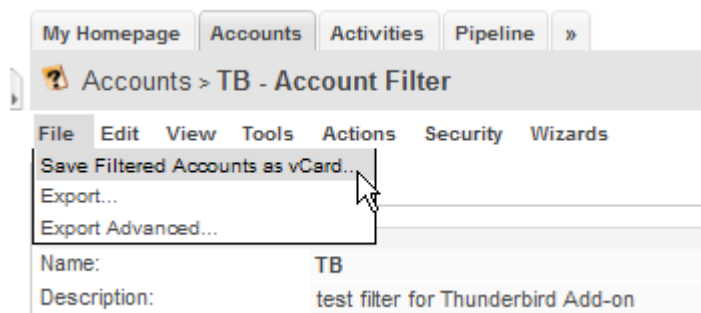 My Homepage Accounts Activities Pipeline »
Accounts > TB - Account Filter
File Edit View Tools Actions Security Wizards
Save Filtered Accounts as vCard...
Export...
Export Advanced...
Name: TB
Description: test filter for Thunderbird Add-on